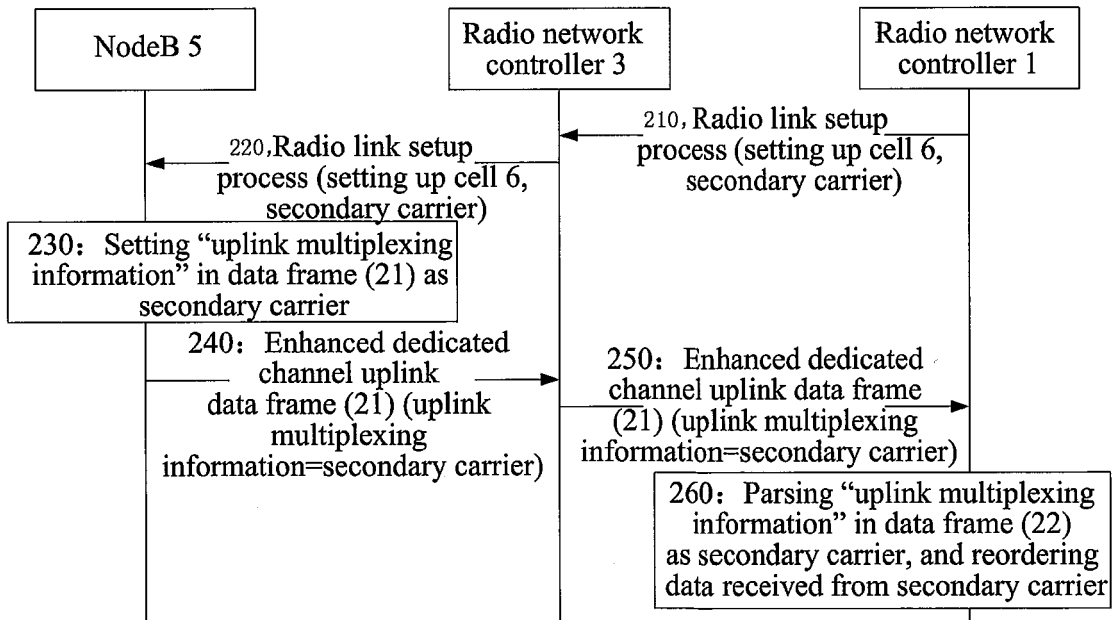 NodeB 5
Radio network
controller 3
Radio network
controller 1
210, Radio link setup
process (setting up cell 6,
secondary carrier)
220,Radio link setup
process (setting up cell 6,
secondary carrier)
230: Setting “uplink multiplexing
information” in data frame (21) as
secondary carrier
240: Enhanced dedicated
channel uplink
data frame (21) (uplink
multiplexing
information=secondary carrier)
250: Enhanced dedicated
channel uplink data frame
(21) (uplink multiplexing
information=secondary carrier)
260: Parsing “uplink multiplexing
information” in data frame (22)
as secondary carrier, and reordering
data received from secondary carrier